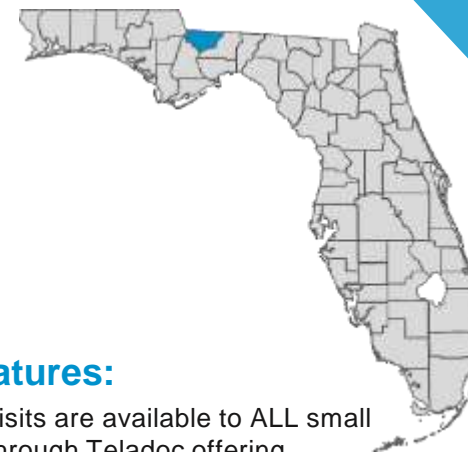 atures:
isits are available to ALL small
hrough Teladoc offering